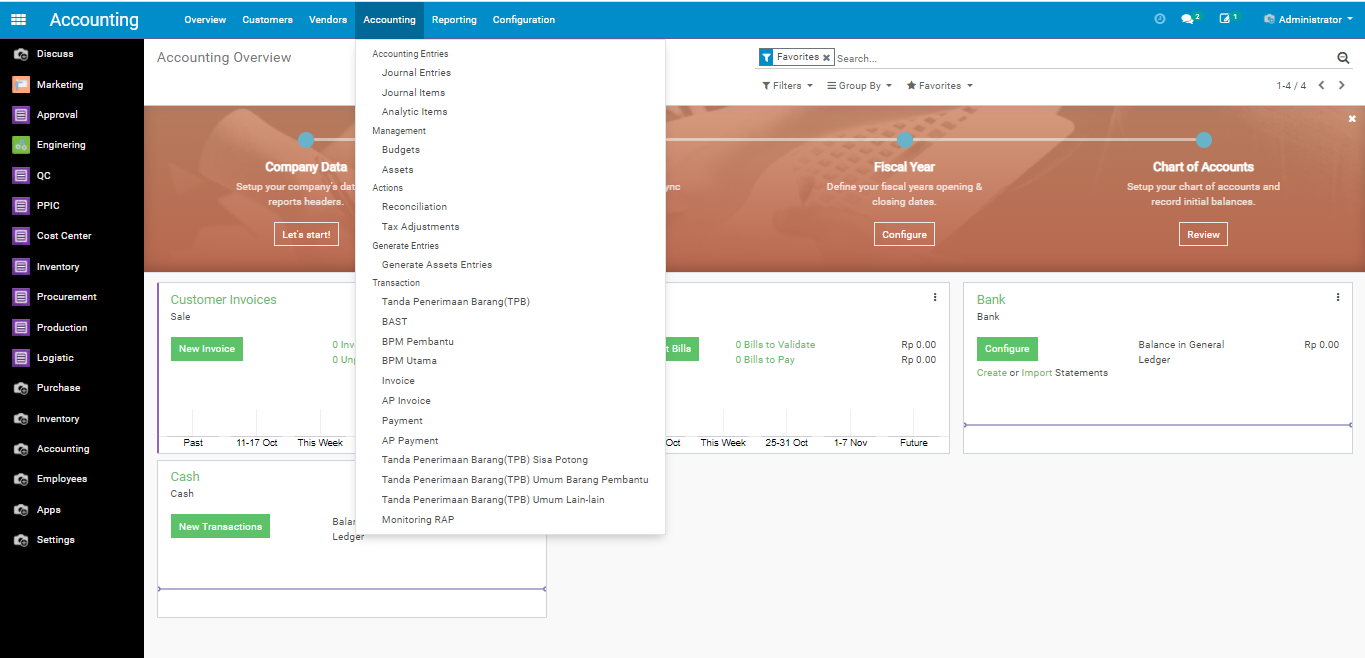 Accounting
Overview
Customers
Vendors
Accounting
Reporting
Configuration
2
1
Administrator
Discuss
Marketing
Approval
Enginering
QC
PPIC
Cost Center
Inventory
Procurement
Production
Logistic
Purchase
Inventory
Accounting
Employees
Apps
Settings
Accounting Overview
Favorites
Search...
Filters
Group By
Favorites
1-4 / 4
Accounting Entries
Journal Entries
Journal Items
Analytic Items
Management
Budgets
Assets
Actions
Reconciliation
Tax Adjustments
Generate Entries
Generate Assets Entries
Transaction
Tanda Penerimaan Barang(TPB)
BAST
BPM Pembantu
BPM Utama
Invoice
AP Invoice
Payment
AP Payment
Tanda Penerimaan Barang(TPB) Sisa Potong
Tanda Penerimaan Barang(TPB) Umum Barang Pembantu
Tanda Penerimaan Barang(TPB) Umum Lain-lain
Monitoring RAP
Company Data
Setup your company's dat
reports headers.
Let's start!
ync
Fiscal Year
Define your fiscal years opening &
closing dates.
Configure
Chart of Accounts
Setup your chart of accounts and
record initial balances.
Review
Customer Invoices
Sale
New Invoice
0 Inv
0 Unp
Past
11-17 Oct
This Week
t Bills
0 Bills to Validate
Rp 0.00
0 Bills to Pay
Rp 0.00
Oct
This Week
25-31 Oct
1-7 Nov
Future
Bank
Bank
Configure
Create or Import Statements
Balance in General
Ledger
Rp 0.00
Cash
Cash
New Transactions
Balan
Ledger